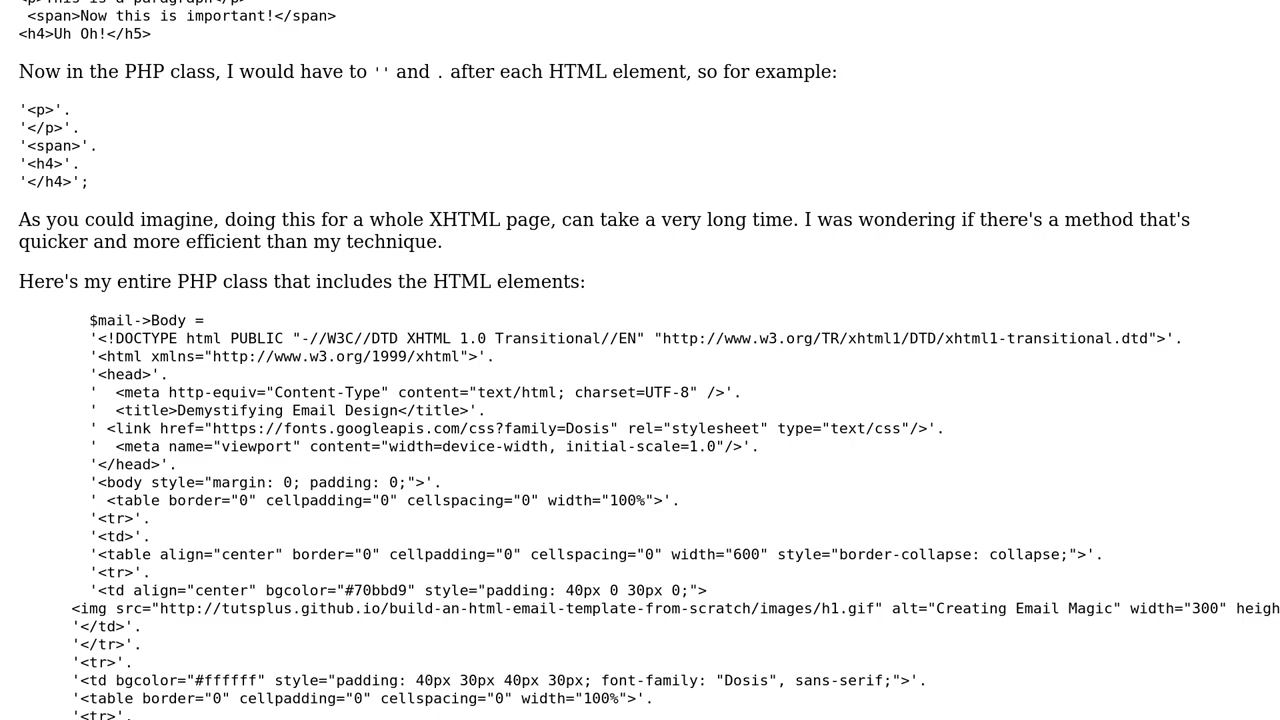 <p>This is a paragraph</p>
<span>Now this is important!</span>
<h4>Uh Oh!</h5>
Now in the PHP class, I would have to '' and . after each HTML element, so for example:
'<p>'.
'</p>'.
'<span>'.
'<h4>'.
'</h4>';
As you could imagine, doing this for a whole XHTML page, can take a very long time. I was wondering if there's a method that's
quicker and more efficient than my technique.
Here's my entire PHP class that includes the HTML elements:
$mail->Body =
'<!DOCTYPE html PUBLIC "-//W3C//DTD XHTML 1.0 Transitional//EN" "http://www.w3.org/TR/xhtml1/DTD/xhtml1-transitional.dtd">'.
'<html xmlns="http://www.w3.org/1999/xhtml">'.
'<head>'.
'  <meta http-equiv="Content-Type" content="text/html; charset=UTF-8" />'.
'  <title>Demystifying Email Design</title>'.
' <link href="https://fonts.googleapis.com/css?family=Dosis" rel="stylesheet" type="text/css"/>'.
'  <meta name="viewport" content="width=device-width, initial-scale=1.0"/>'.
'</head>'.
'<body style="margin: 0; padding: 0;">'.
' <table border="0" cellpadding="0" cellspacing="0" width="100%">'.
'<tr>'.
'<td>'.
'<table align="center" border="0" cellpadding="0" cellspacing="0" width="600" style="border-collapse: collapse;">'.
'<tr>'.
'<td align="center" bgcolor="#70bbd9" style="padding: 40px 0 30px 0;">
<img src="http://tutsplus.github.io/build-an-html-email-template-from-scratch/images/h1.gif" alt="Creating Email Magic" width="300" heigh
'</td>'.
'</tr>'.
'<tr>'.
'<td bgcolor="#ffffff" style="padding: 40px 30px 40px 30px; font-family: "Dosis", sans-serif;">'.
'<table border="0" cellpadding="0" cellspacing="0" width="100%">'.
'<tr>'.